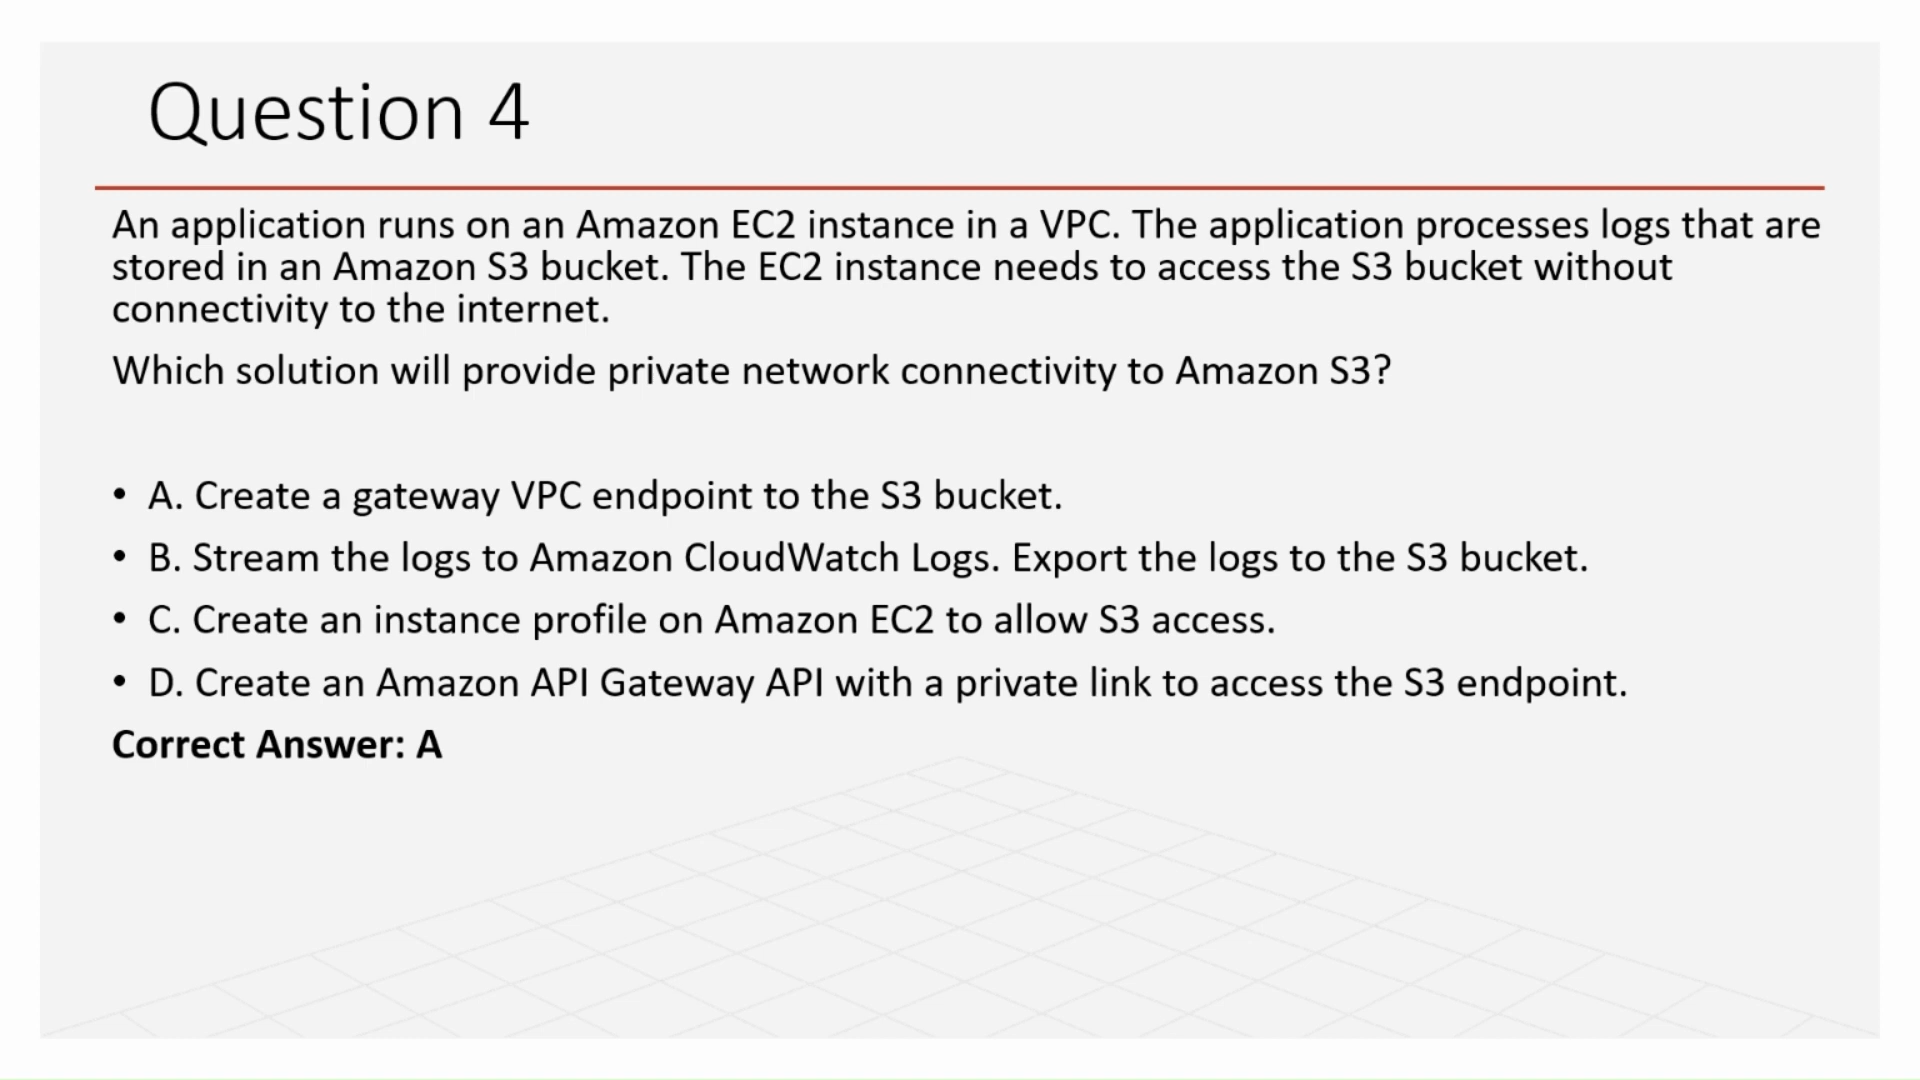 Question 4
An application runs on an Amazon EC2 instance in a VPC. The application processes logs that are
stored in an Amazon S3 bucket. The EC2 instance needs to access the S3 bucket without
connectivity to the internet.
Which solution will provide private network connectivity to Amazon S3?
• A. Create a gateway VPC endpoint to the S3 bucket.
• B. Stream the logs to Amazon CloudWatch Logs. Export the logs to the S3 bucket.
• C. Create an instance profile on Amazon EC2 to allow S3 access.
• D. Create an Amazon API Gateway API with a private link to access the S3 endpoint.
Correct Answer: A